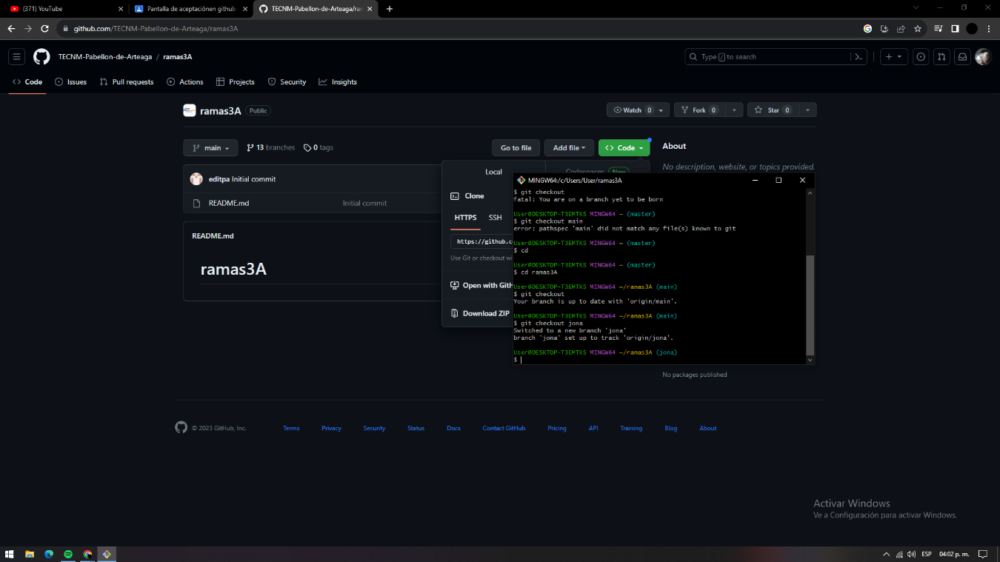 (371) YouTube
Pantalla de aceptaciónen github
TECNM-Pabellon-de-Arteaga/ra
github.com/TECNM-Pabellon-de-Arteaga/ramas3A
TECNM-Pabellon-de-Arteaga / ramas3A
Type / to search
Code Issues Pull requests Actions Projects Security Insights
ramas3A Public
Watch 0 Fork 0 Star 0
main 13 branches 0 tags
Go to file Add file Code
About
No description, website, or topics provided.
editpa Initial commit
README.md Initial commit
README.md
ramas3A
Local
Codespaces New
Clone
HTTPS SSH
https://github.c
Use Git or checkout wi
Open with GitH
Download ZIP
MINGW64:/c/Users/User/ramas3A
$ git checkout
fatal: You are on a branch yet to be born
User@DESKTOP-T3EMTKS MINGW64 ~ (master)
$ git checkout main
error: pathspec 'main' did not match any file(s) known to git
User@DESKTOP-T3EMTKS MINGW64 ~ (master)
$ cd
User@DESKTOP-T3EMTKS MINGW64 ~ (master)
$ cd ramas3A
User@DESKTOP-T3EMTKS MINGW64 ~/ramas3A (main)
$ git checkout
Your branch is up to date with 'origin/main'.
User@DESKTOP-T3EMTKS MINGW64 ~/ramas3A (main)
$ git checkout jona
Switched to a new branch 'jona'
branch 'jona' set up to track 'origin/jona'.
User@DESKTOP-T3EMTKS MINGW64 ~/ramas3A (jona)
$
No packages published
© 2023 GitHub, Inc. Terms Privacy Security Status Docs Contact GitHub Pricing API Training Blog About
Activar Windows
Ve a Configuración para activar Windows.
ESP 04:02 p. m.